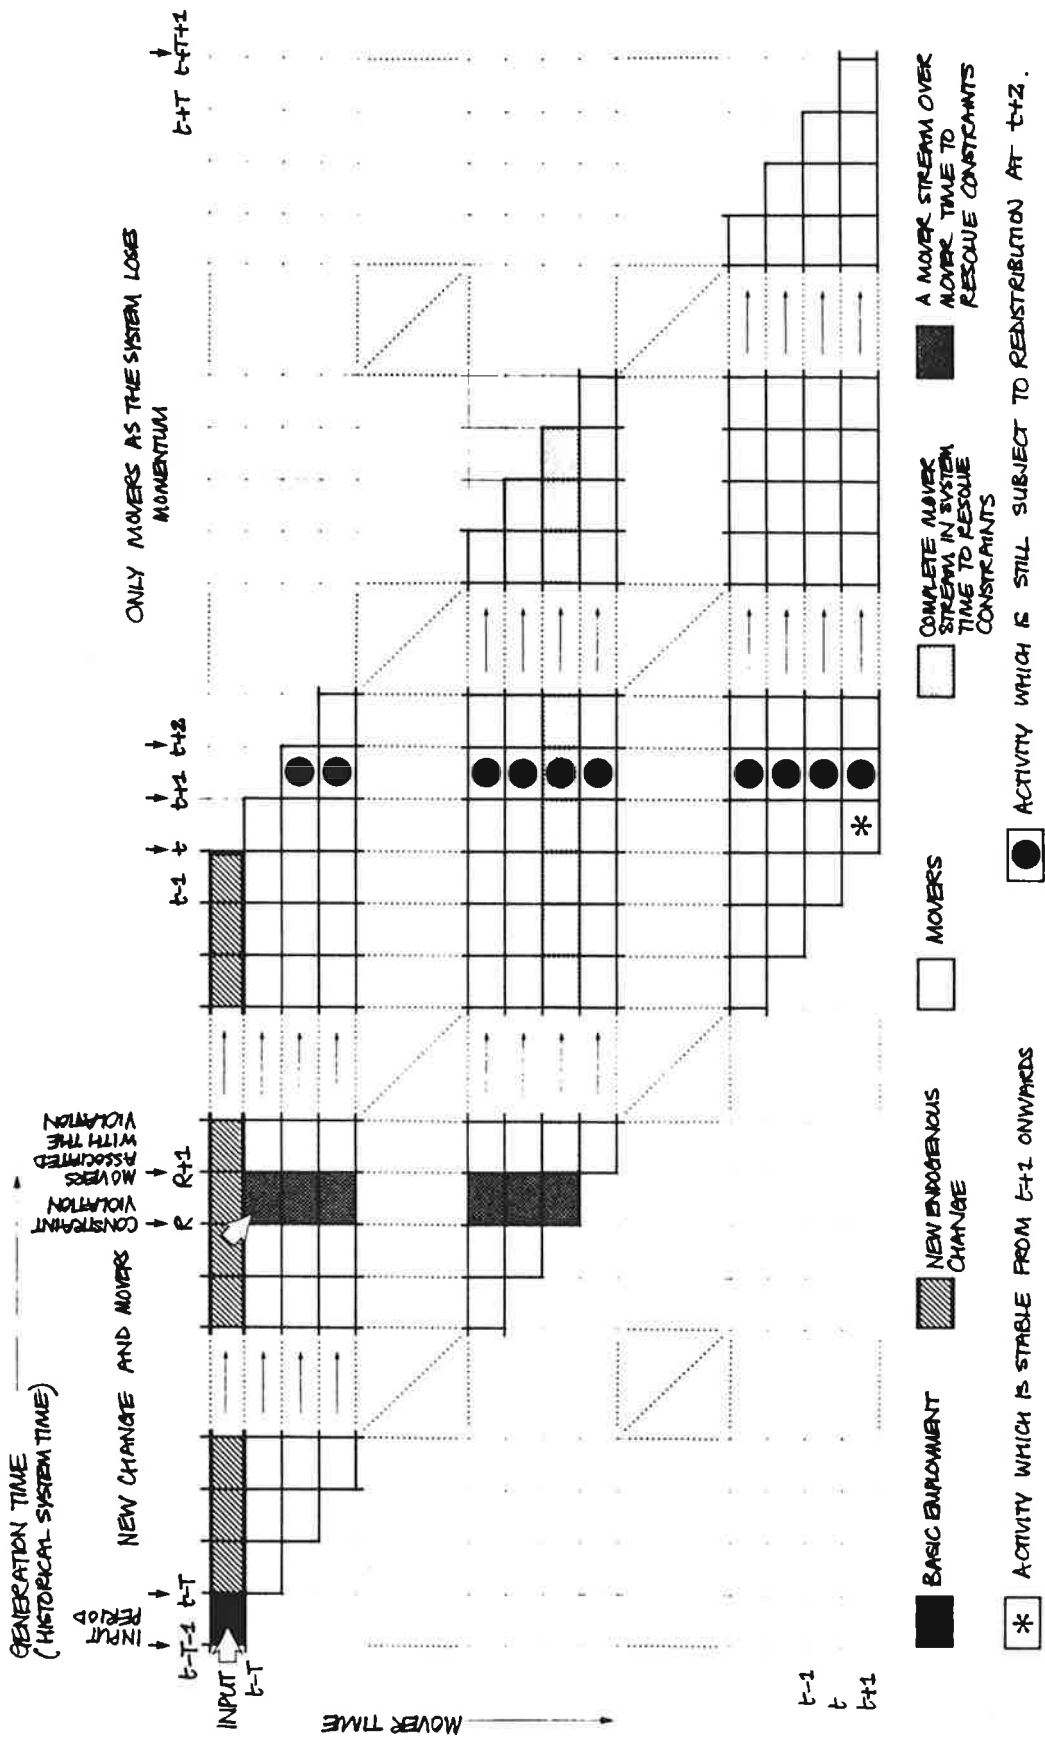 GENERATION TIME
(HISTORICAL SYSTEM TIME)
NEW CHANGE AND MOVERS
ONLY MOVERS AS THE SYSTEM LOSES
MOMENTUM
INPUT
PERIOD
CONSTRAINT
VIOLATION
MOVERS
ASSOCIATED
WITH THE
VIOLATION
t-T-1
t-T
R
R+1
t-1
t
t+1
t+2
t+T
t+T+1
INPUT
t-T
MOVER TIME
t-1
t
t+1
BASIC EMPLOYMENT
NEW ENDOGENOUS
CHANGE
MOVERS
COMPLETE MOVER
STREAM IN SYSTEM
TIME TO RESOLVE
CONSTRAINTS
A MOVER STREAM OVER
MOVER TIME TO
RESOLVE CONSTRAINTS
* ACTIVITY WHICH IS STABLE FROM t+1 ONWARDS
ACTIVITY WHICH IS STILL SUBJECT TO REDISTRIBUTION AT t+2.
*